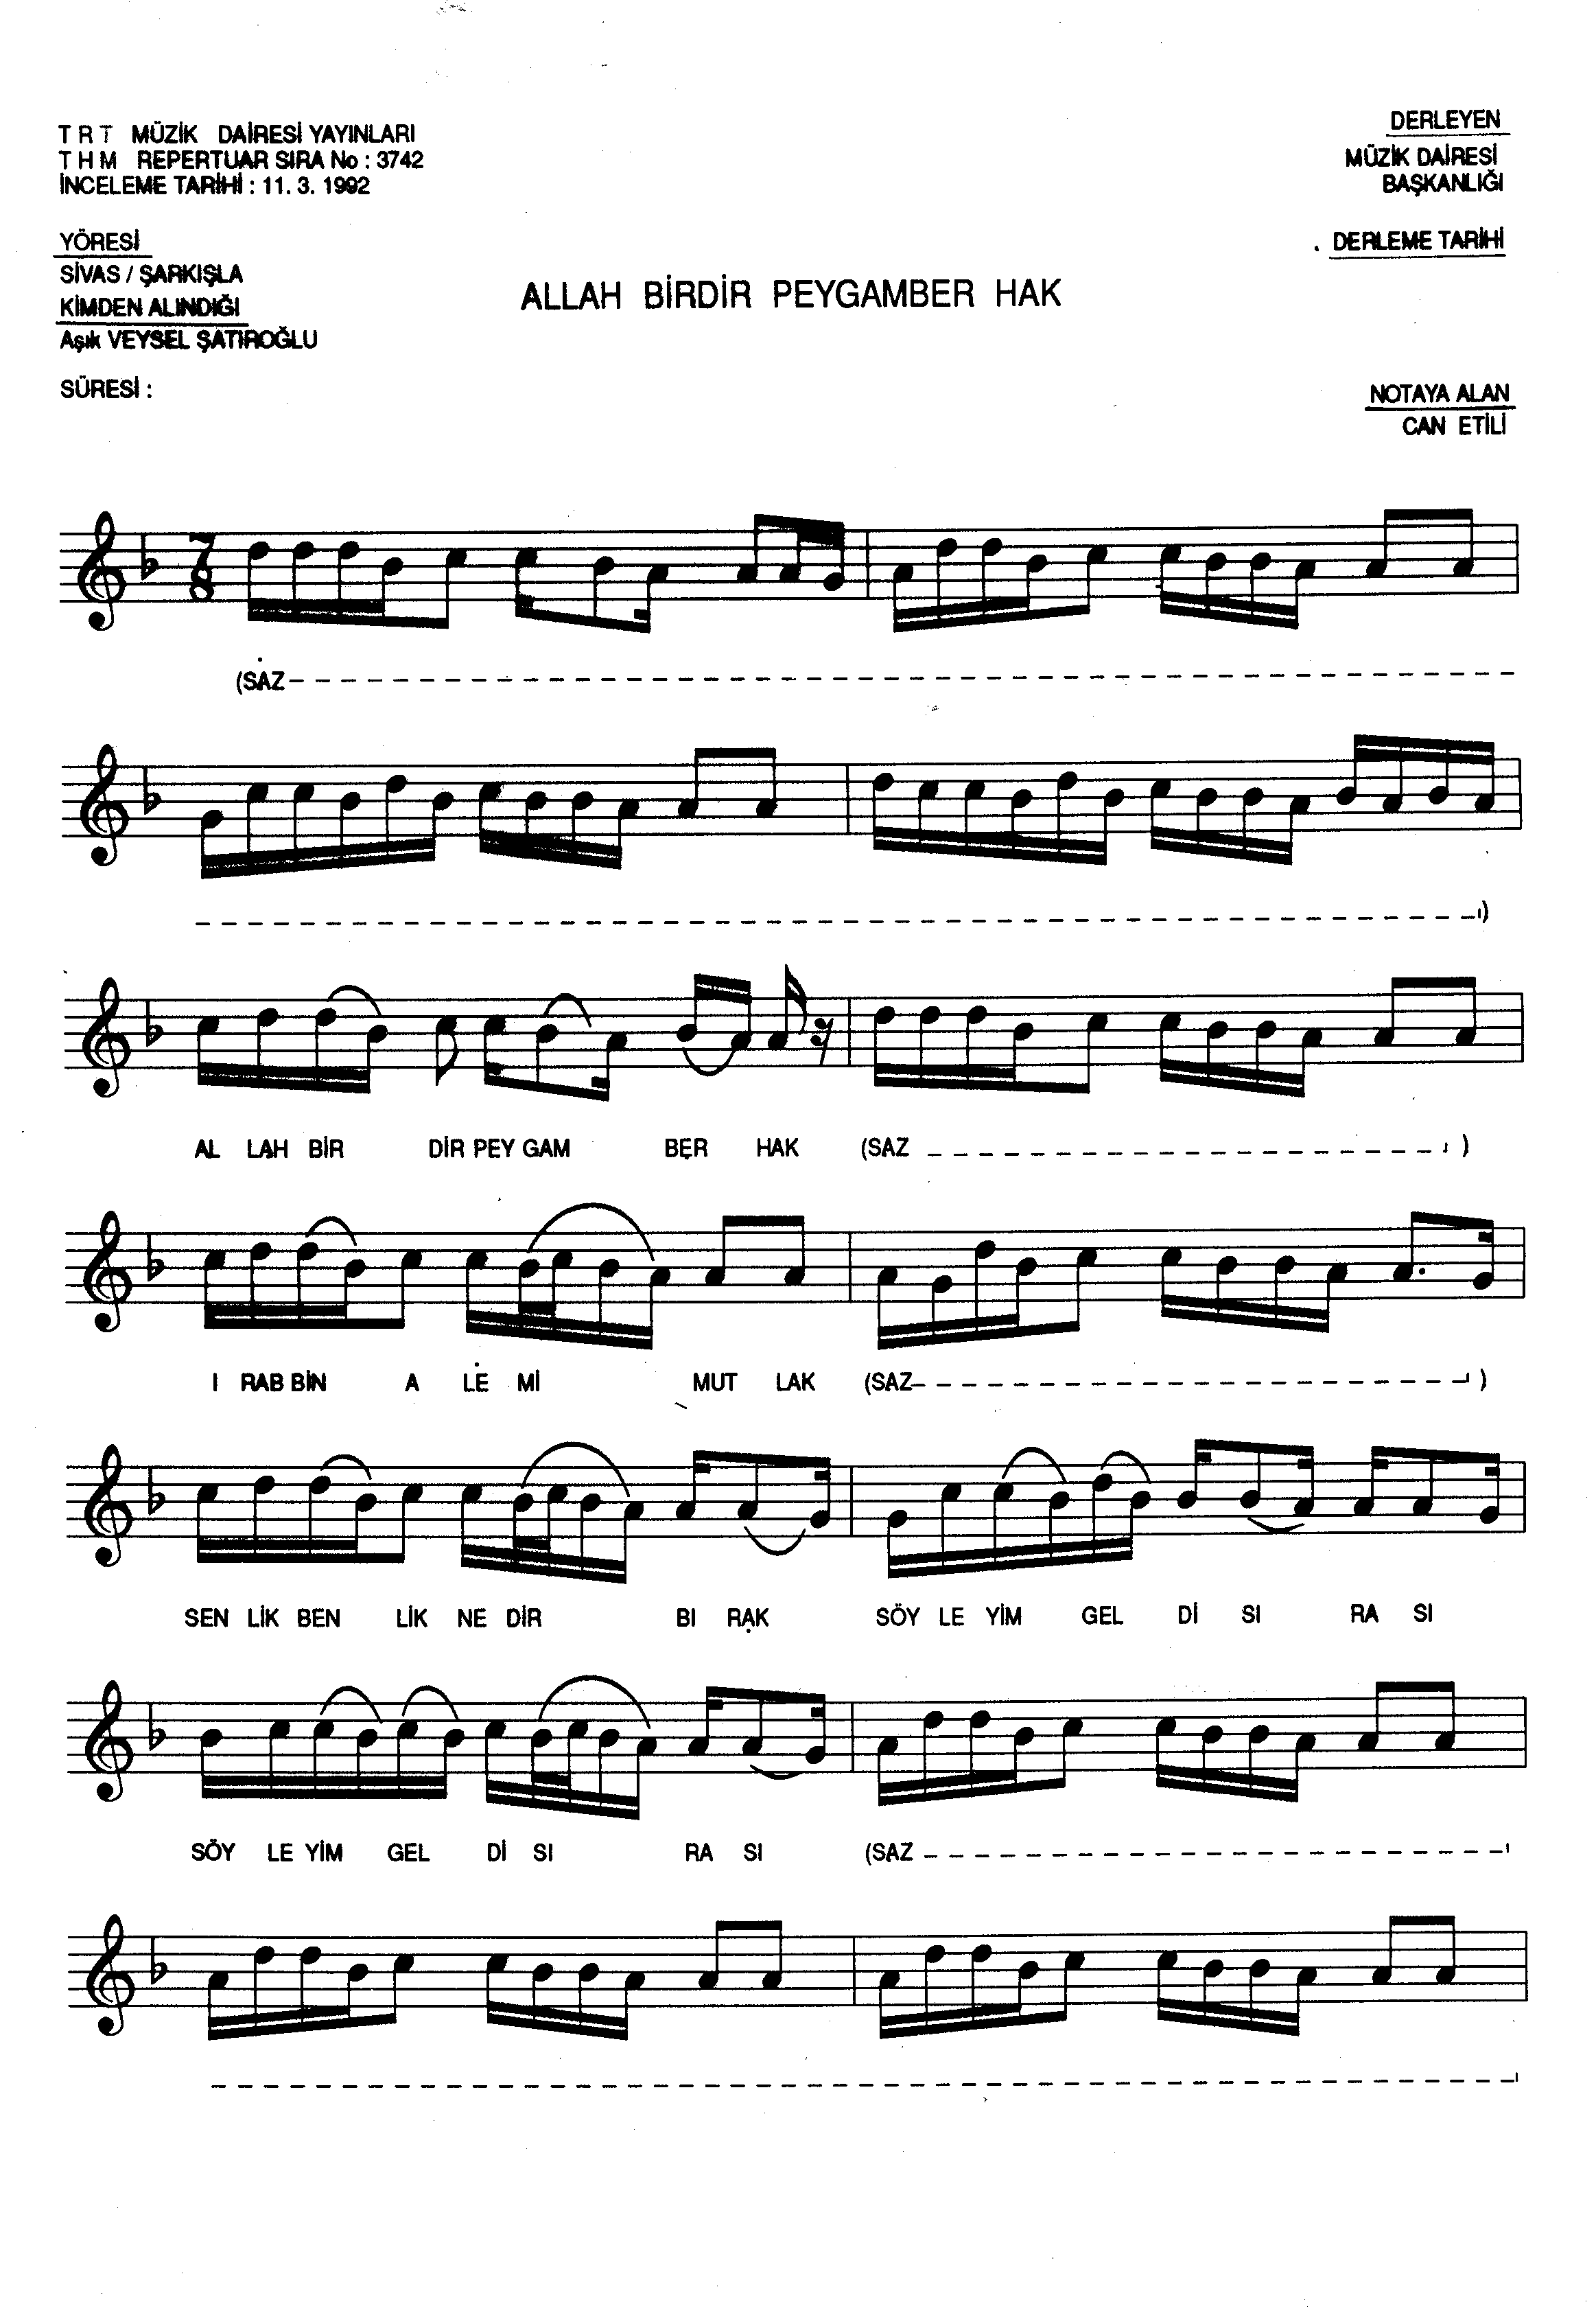 T R T MÜZİK DAİRESİ YAYINLARI
T H M REPERTUAR SIRA No : 3742
İNCELEME TARİHİ : 11. 3. 1992
DERLEYEN
MÜZİK DAİRESİ
BAŞKANLIĞI
YÖRESİ
SİVAS / ŞARKIŞLA
KİMDEN ALINDIĞI
Aşık VEYSEL ŞATIROĞLU
DERLEME TARİHİ
ALLAH BİRDİR PEYGAMBER HAK
SÜRESİ :
NOTAYA ALAN
CAN ETİLİ
7
8
(SAZ
)
AL LAH BİR DİR PEY GAM BER HAK (SAZ )
I RAB BİN A LE Mİ MUT LAK (SAZ )
SEN LİK BEN LİK NE DİR BI RAK SÖY LE YİM GEL Dİ SI RA SI
SÖY LE YİM GEL Dİ SI RA SI (SAZ